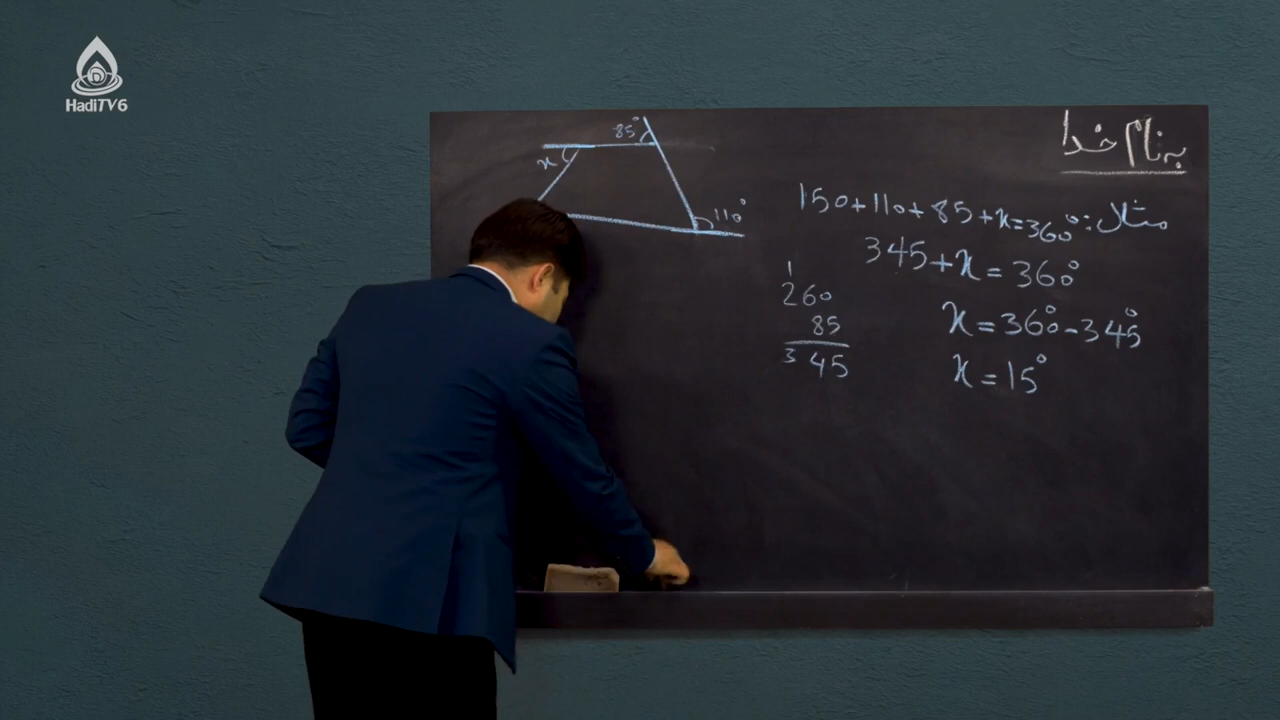 HadiTV6
به نام خدا
85°
x
110°
مثال: 150+110+85+x=360°
345+x=360°
x=360°-345°
x=15°
1
260
85
345